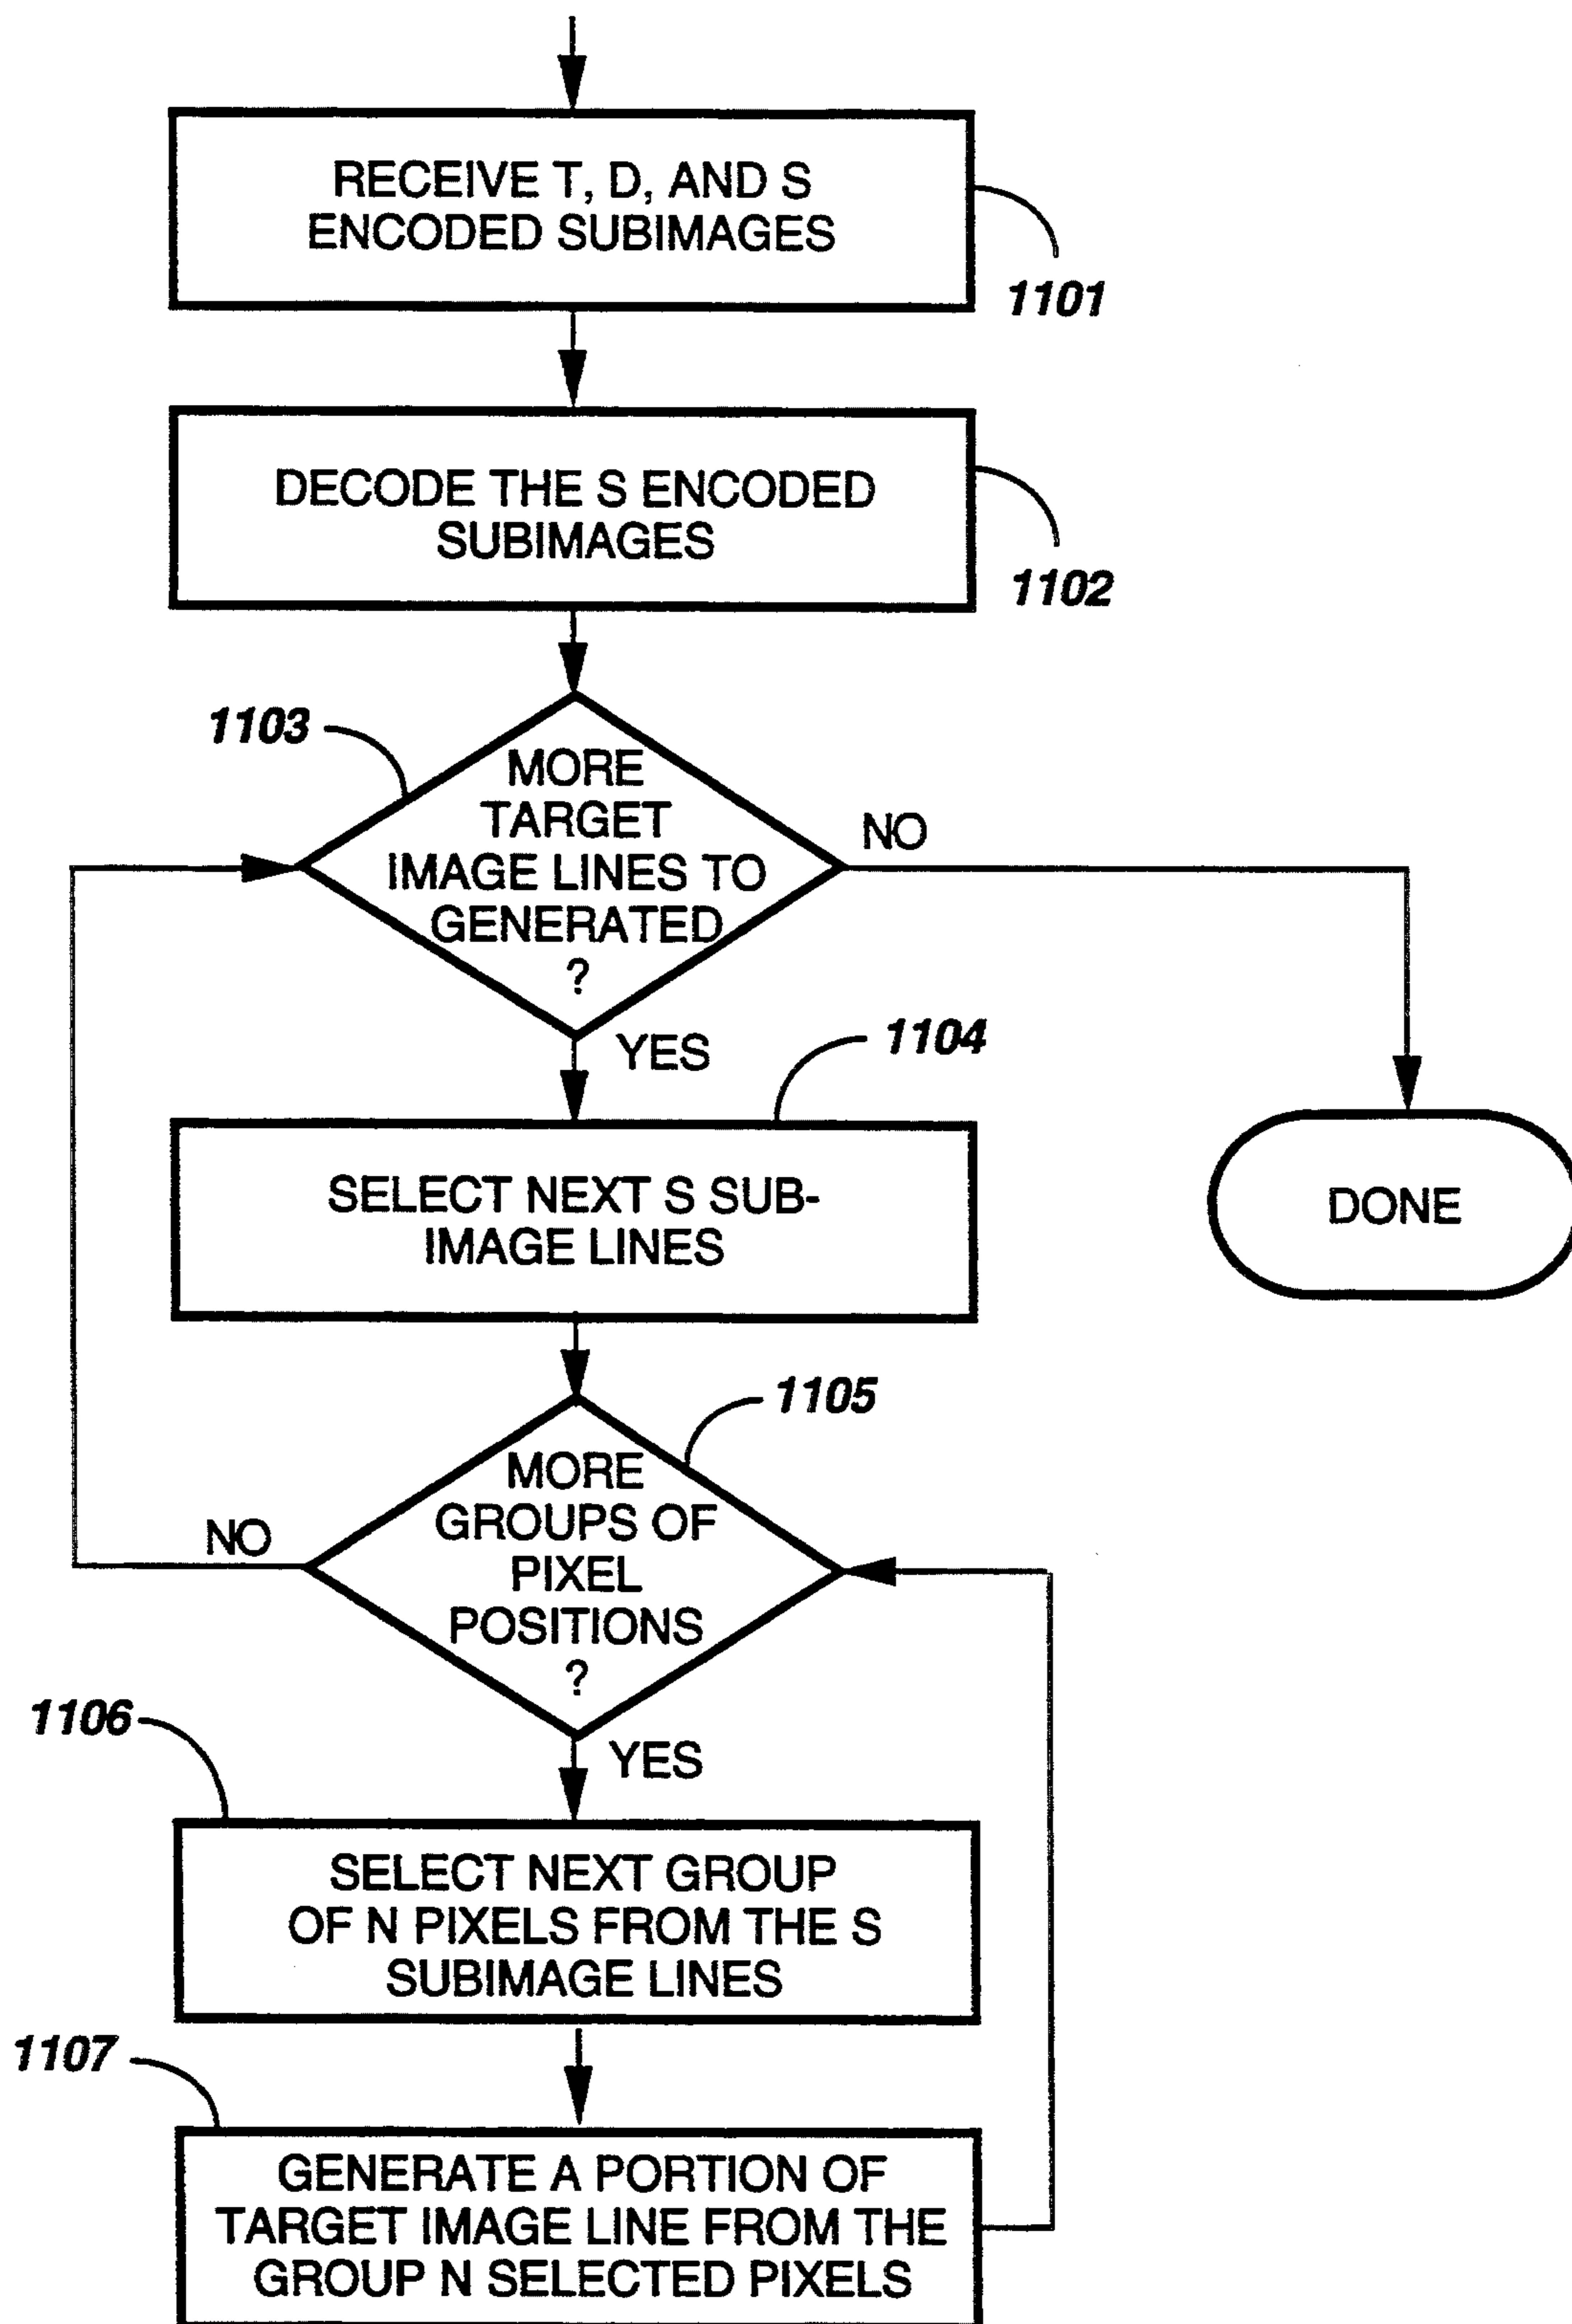 RECEIVE T, D, AND S
ENCODED SUBIMAGES
1101
DECODE THE S ENCODED
SUBIMAGES
1102
1103
MORE
TARGET
IMAGE LINES TO
GENERATED
?
NO
YES
1104
SELECT NEXT S SUB-
IMAGE LINES
DONE
1105
MORE
GROUPS OF
PIXEL
POSITIONS
?
NO
YES
1106
SELECT NEXT GROUP
OF N PIXELS FROM THE S
SUBIMAGE LINES
1107
GENERATE A PORTION OF
TARGET IMAGE LINE FROM THE
GROUP N SELECTED PIXELS